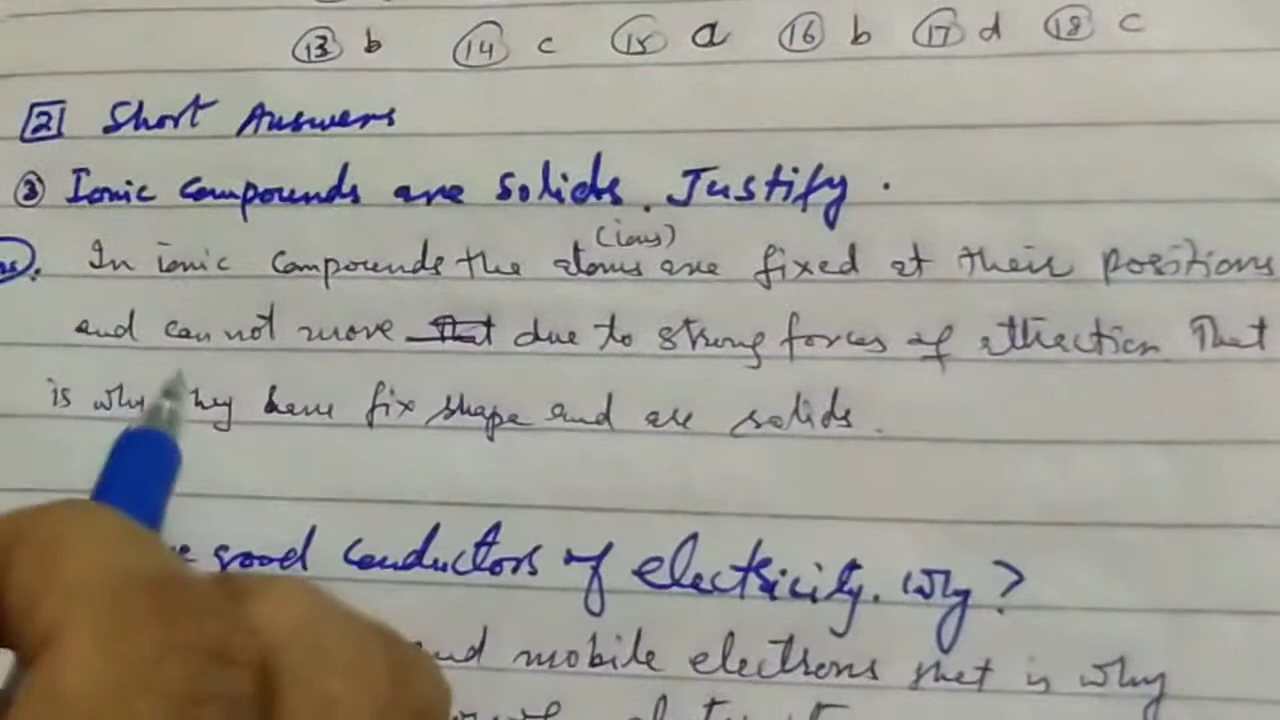 13 b 14 c 15 a 16 b 17 d 18 c
2 Short Answers
3 Ionic Compounds are solids. Justify.
(ions)
In ionic compounds the atoms are fixed at their positions
and can not move that due to strong forces of attraction That
is why they have fix shape and are solids.
good conductors of electricity. Why?
and mobile electrons that is why